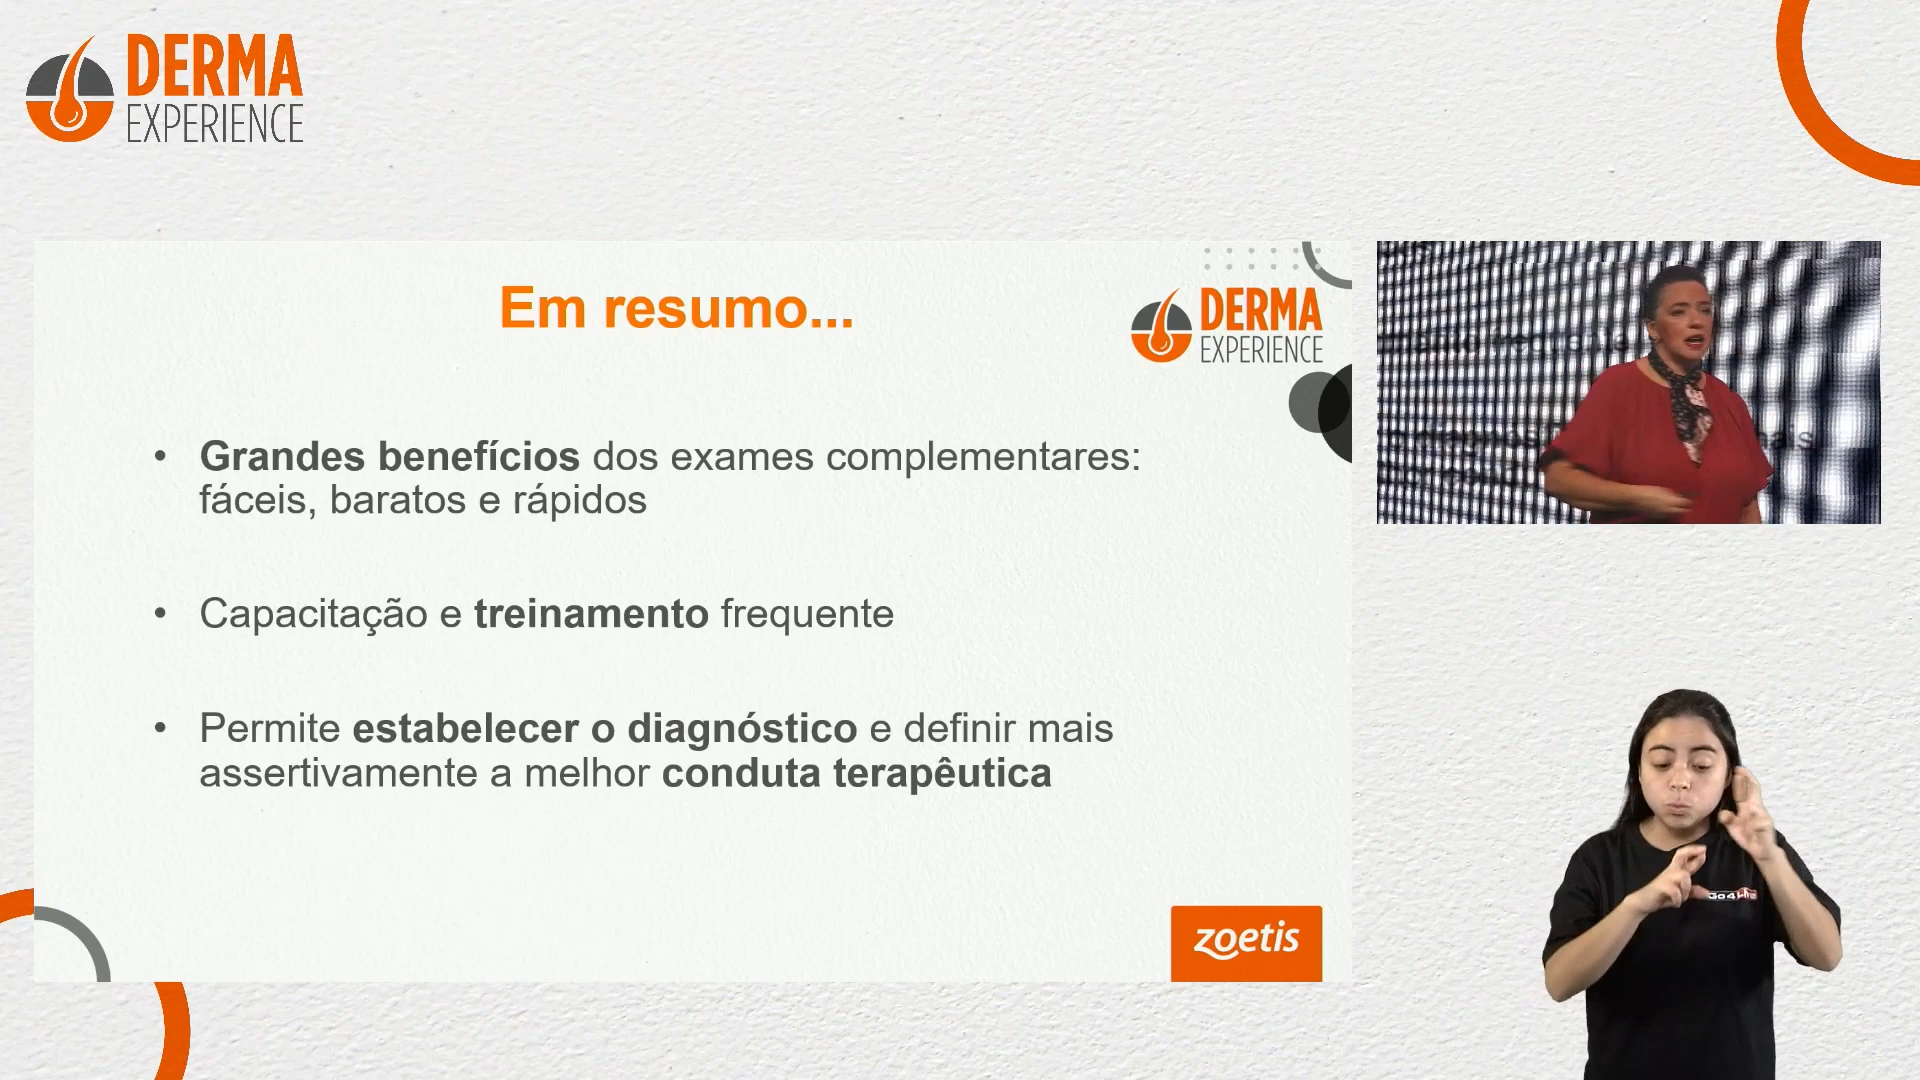 DERMA
EXPERIENCE
Em resumo...
DERMA
EXPERIENCE
• Grandes benefícios dos exames complementares:
fáceis, baratos e rápidos
• Capacitação e treinamento frequente
• Permite estabelecer o diagnóstico e definir mais
assertivamente a melhor conduta terapêutica
zoetis